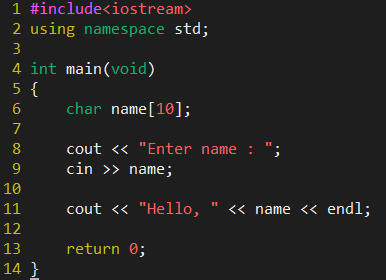 1 #include<iostream>
2 using namespace std;
3
4 int main(void)
5 {
6     char name[10];
7
8     cout << "Enter name : ";
9     cin >> name;
10
11     cout << "Hello, " << name << endl;
12
13     return 0;
14 }